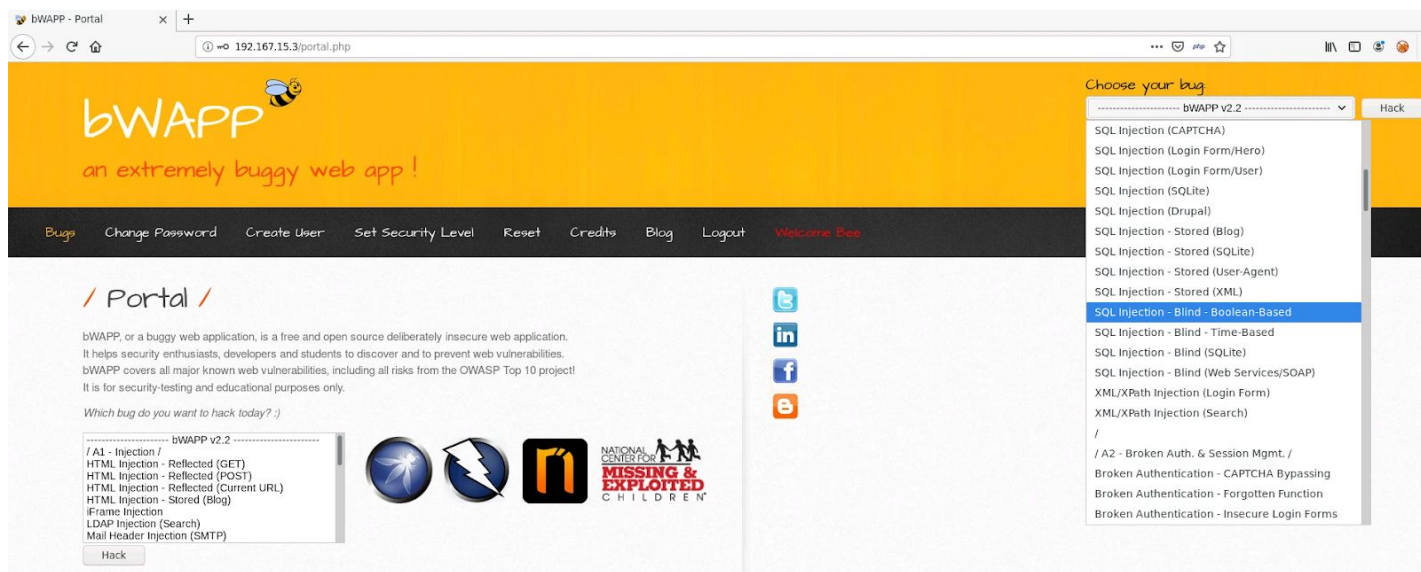 bWAPP - Portal
192.167.15.3/portal.php
php
bWAPP
an extremely buggy web app !
Choose your bug:
---------------------- bWAPP v2.2 -----------------------
Hack
SQL Injection (CAPTCHA)
SQL Injection (Login Form/Hero)
SQL Injection (Login Form/User)
SQL Injection (SQLite)
SQL Injection (Drupal)
SQL Injection - Stored (Blog)
SQL Injection - Stored (SQLite)
SQL Injection - Stored (User-Agent)
SQL Injection - Stored (XML)
SQL Injection - Blind - Boolean-Based
SQL Injection - Blind - Time-Based
SQL Injection - Blind (SQLite)
SQL Injection - Blind (Web Services/SOAP)
XML/XPath Injection (Login Form)
XML/XPath Injection (Search)
/
/ A2 - Broken Auth. & Session Mgmt. /
Broken Authentication - CAPTCHA Bypassing
Broken Authentication - Forgotten Function
Broken Authentication - Insecure Login Forms
Bugs Change Password Create User Set Security Level Reset Credits Blog Logout Welcome Bee
/ Portal /
bWAPP, or a buggy web application, is a free and open source deliberately insecure web application.
It helps security enthusiasts, developers and students to discover and to prevent web vulnerabilities.
bWAPP covers all major known web vulnerabilities, including all risks from the OWASP Top 10 project!
It is for security-testing and educational purposes only.
Which bug do you want to hack today? :)
---------------------- bWAPP v2.2 -----------------------
/ A1 - Injection /
HTML Injection - Reflected (GET)
HTML Injection - Reflected (POST)
HTML Injection - Reflected (Current URL)
HTML Injection - Stored (Blog)
iFrame Injection
LDAP Injection (Search)
Mail Header Injection (SMTP)
Hack
NATIONAL
CENTER FOR
MISSING &
EXPLOITED
CHILDREN